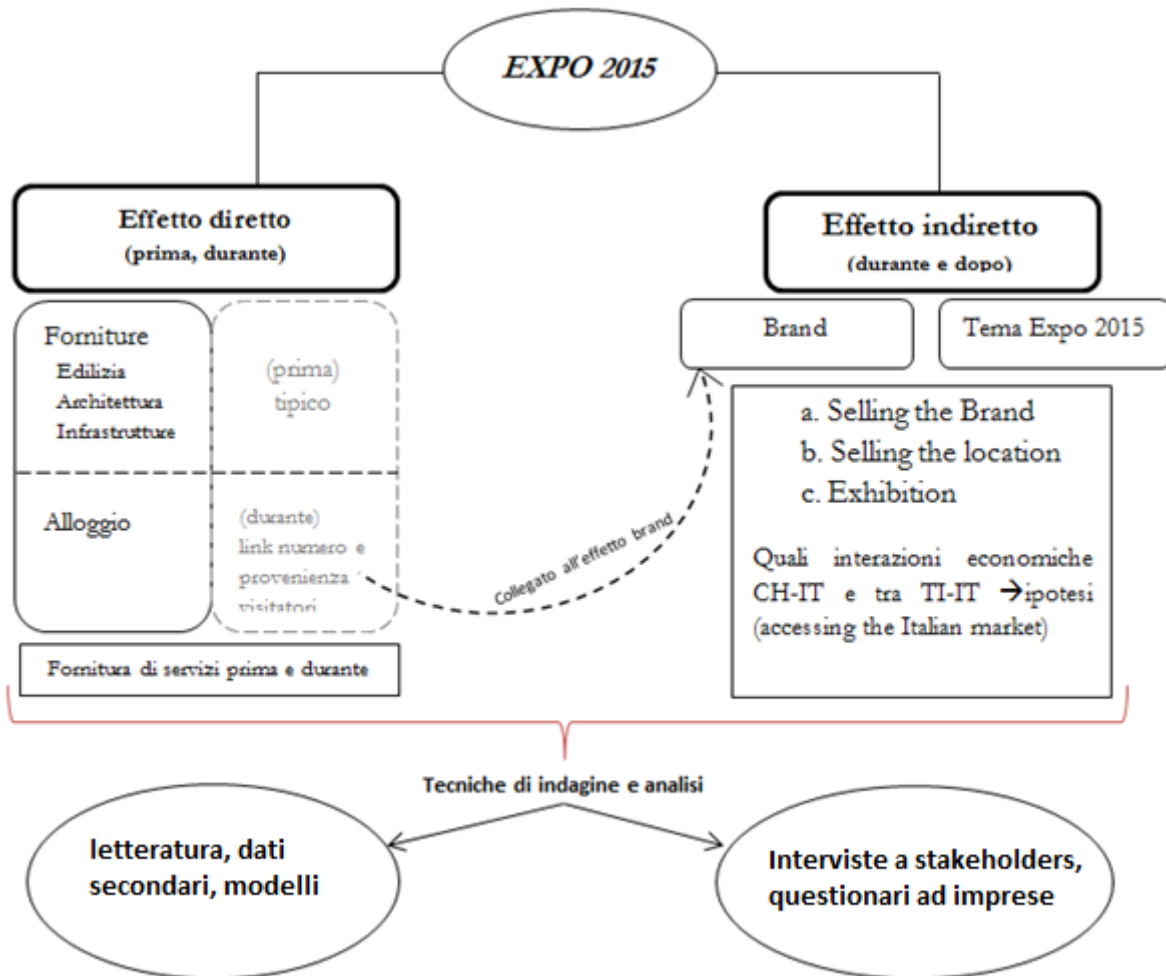 EXPO 2015
Effetto diretto
(prima, durante)
Effetto indiretto
(durante e dopo)
Forniture
Edilizia
Architettura
Infrastrutture
(prima)
tipico
Alloggio
(durante)
link numero e
provenienza
visitatori
Fornitura di servizi prima e durante
Collegato all'effetto brand
Brand
Tema Expo 2015
a. Selling the Brand
b. Selling the location
c. Exhibition
Quali interazioni economiche
CH-IT e tra TI-IT →ipotesi
(accessing the Italian market)
Tecniche di indagine e analisi
letteratura, dati
secondari, modelli
Interviste a stakeholders,
questionari ad imprese